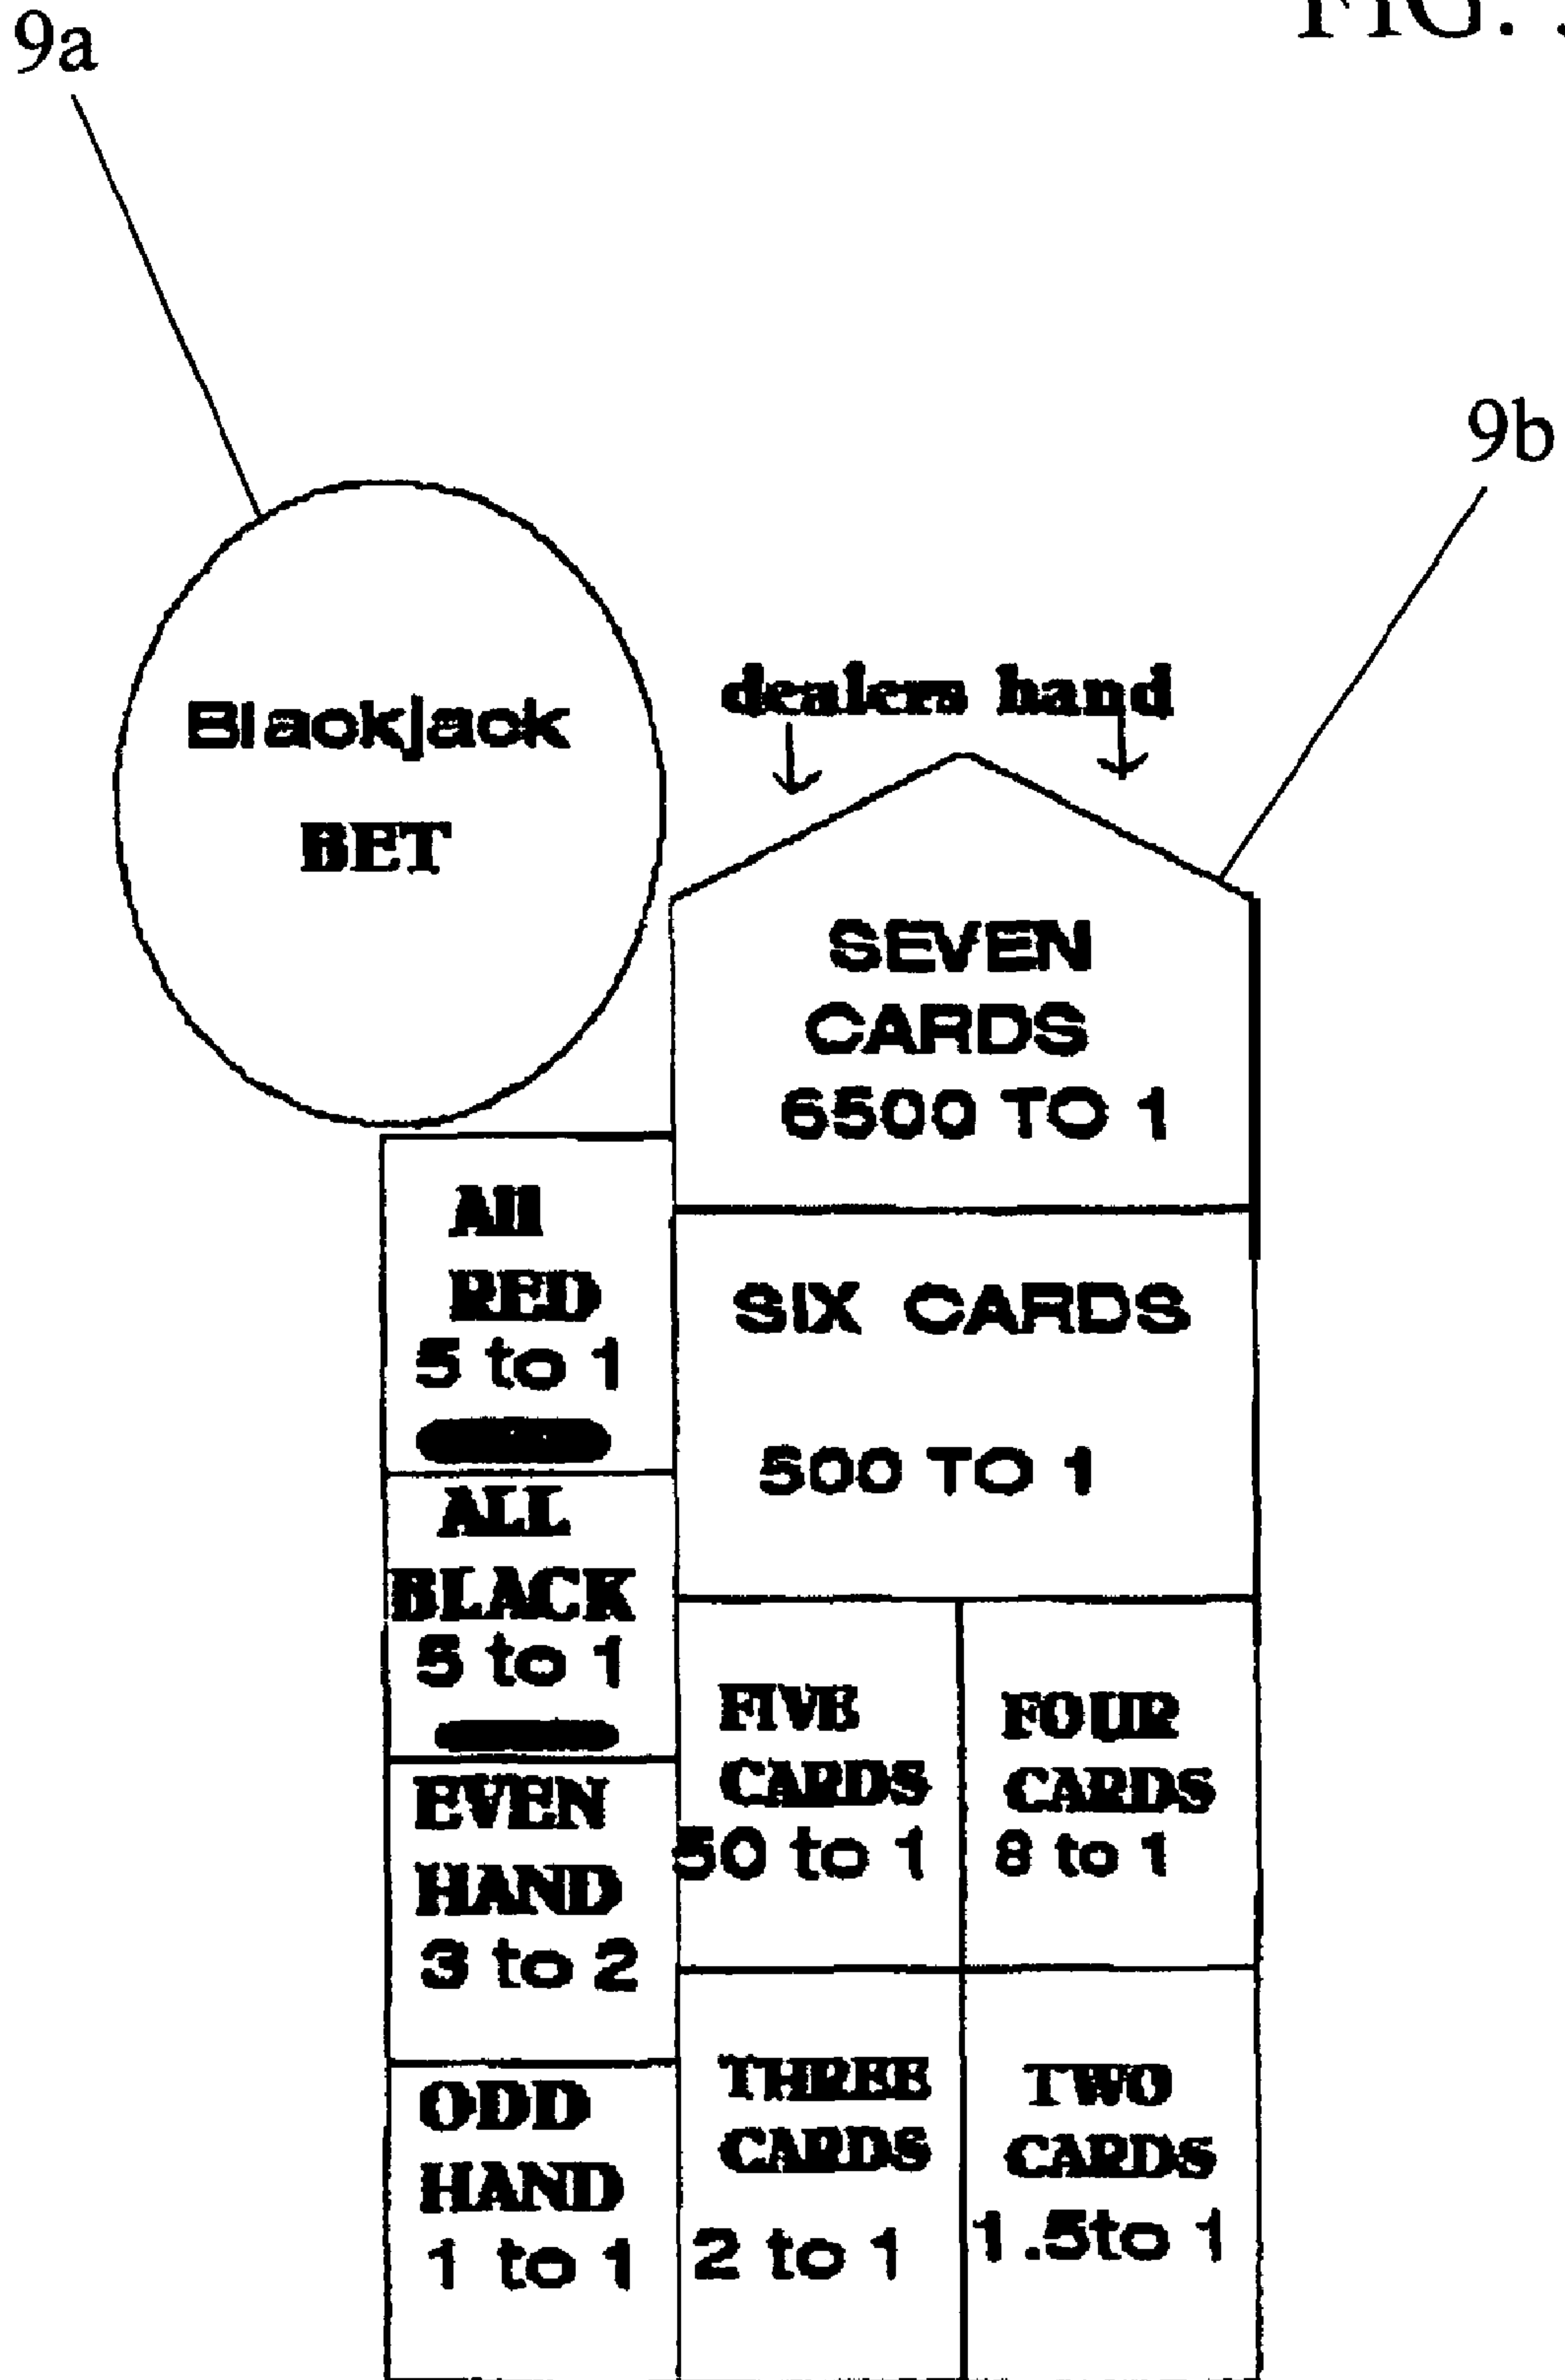 9a
FIG.
9b
Blackjack
BET
dealers hand
SEVEN
CARDS
6500 TO 1
All
RED
5 to 1
SIX CARDS
500 TO 1
ALL
BLACK
5 to 1
FIVE
CARDS
50 to 1
FOUR
CARDS
8 to 1
EVEN
HAND
3 to 2
THREE
CARDS
2 to 1
TWO
CARDS
1.5to 1
ODD
HAND
1 to 1